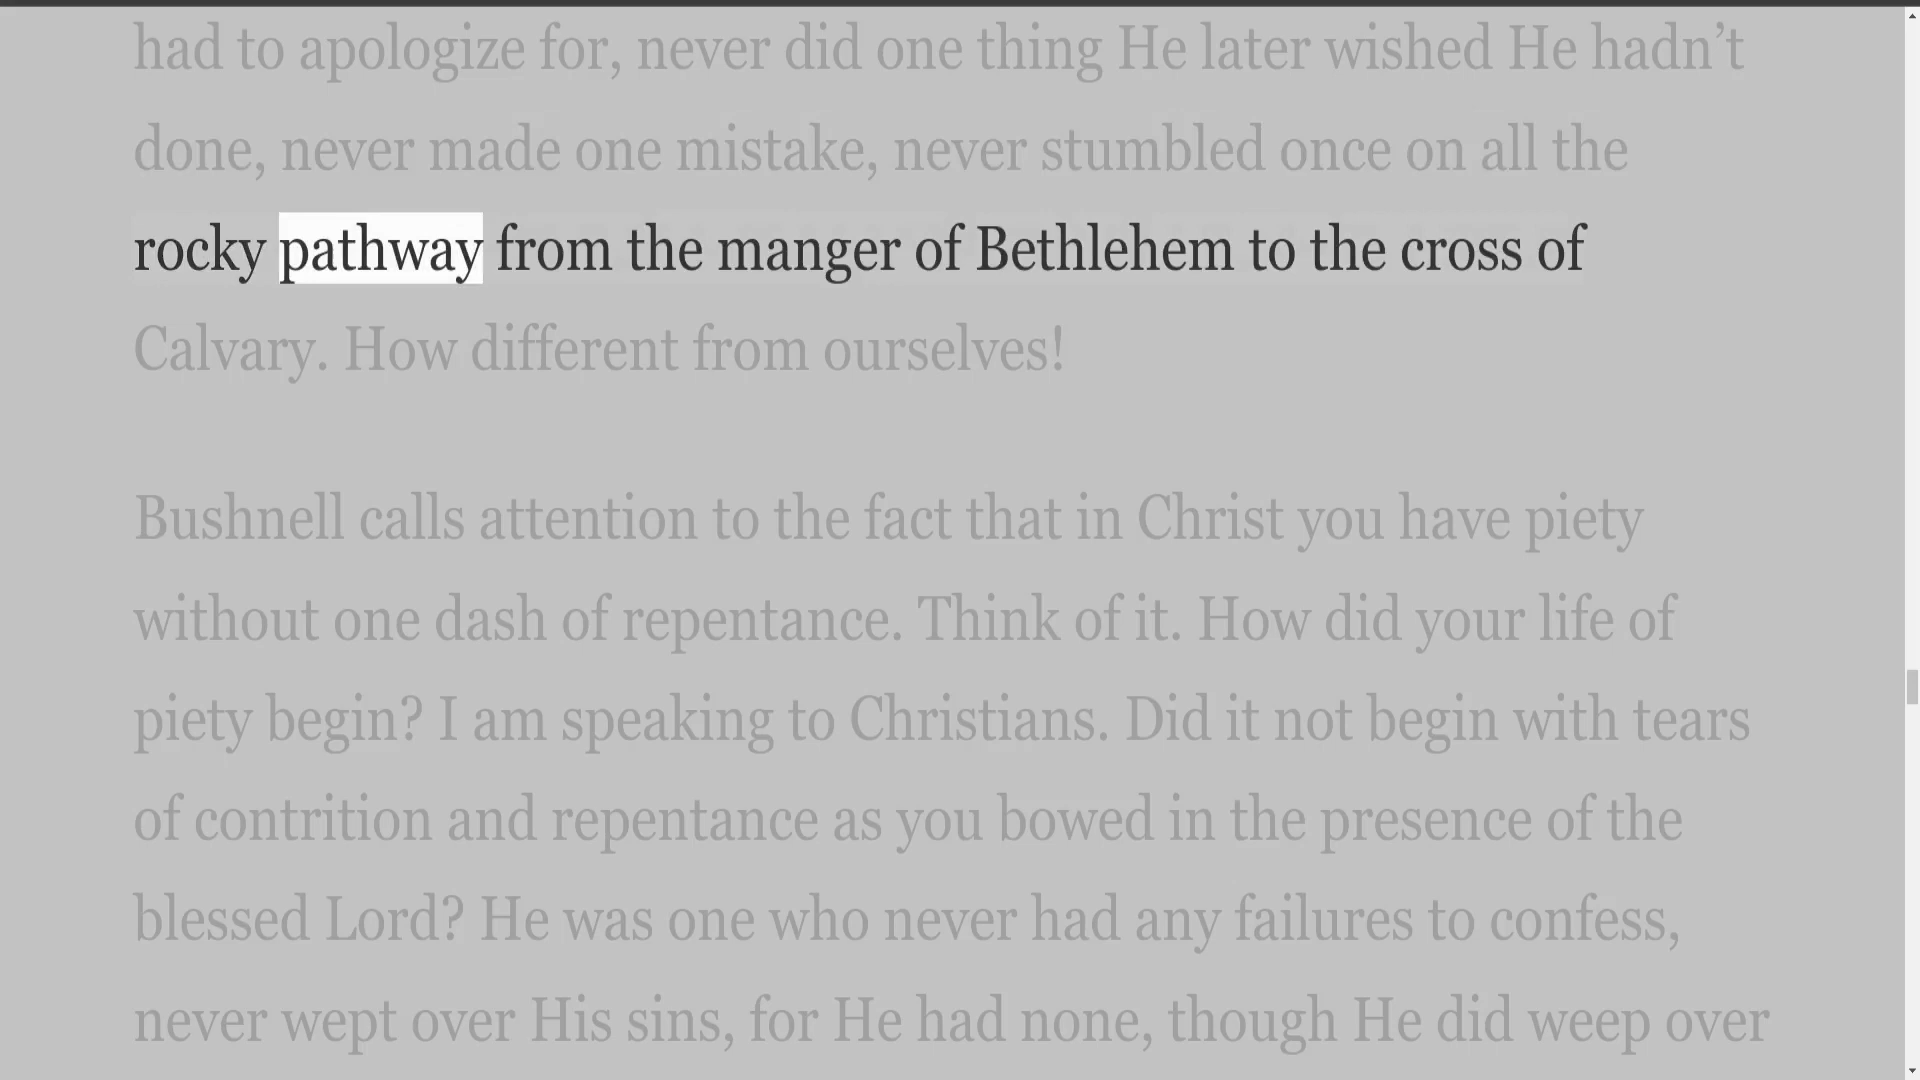 had to apologize for, never did one thing He later wished He hadn’t
done, never made one mistake, never stumbled once on all the
rocky pathway from the manger of Bethlehem to the cross of
Calvary. How different from ourselves!
Bushnell calls attention to the fact that in Christ you have piety
without one dash of repentance. Think of it. How did your life of
piety begin? I am speaking to Christians. Did it not begin with tears
of contrition and repentance as you bowed in the presence of the
blessed Lord? He was one who never had any failures to confess,
never wept over His sins, for He had none, though He did weep over